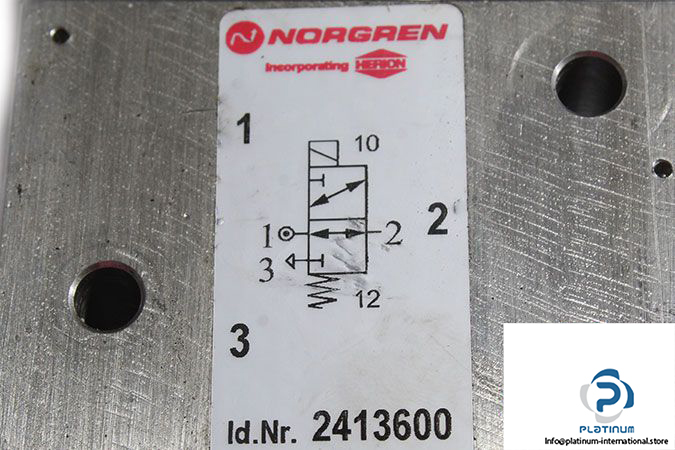 NORGREN
Incorporating HERION
1
10
1 2
2
3
12
3
Id.Nr. 2413600
PLATINUM
Info@platinum-international.store